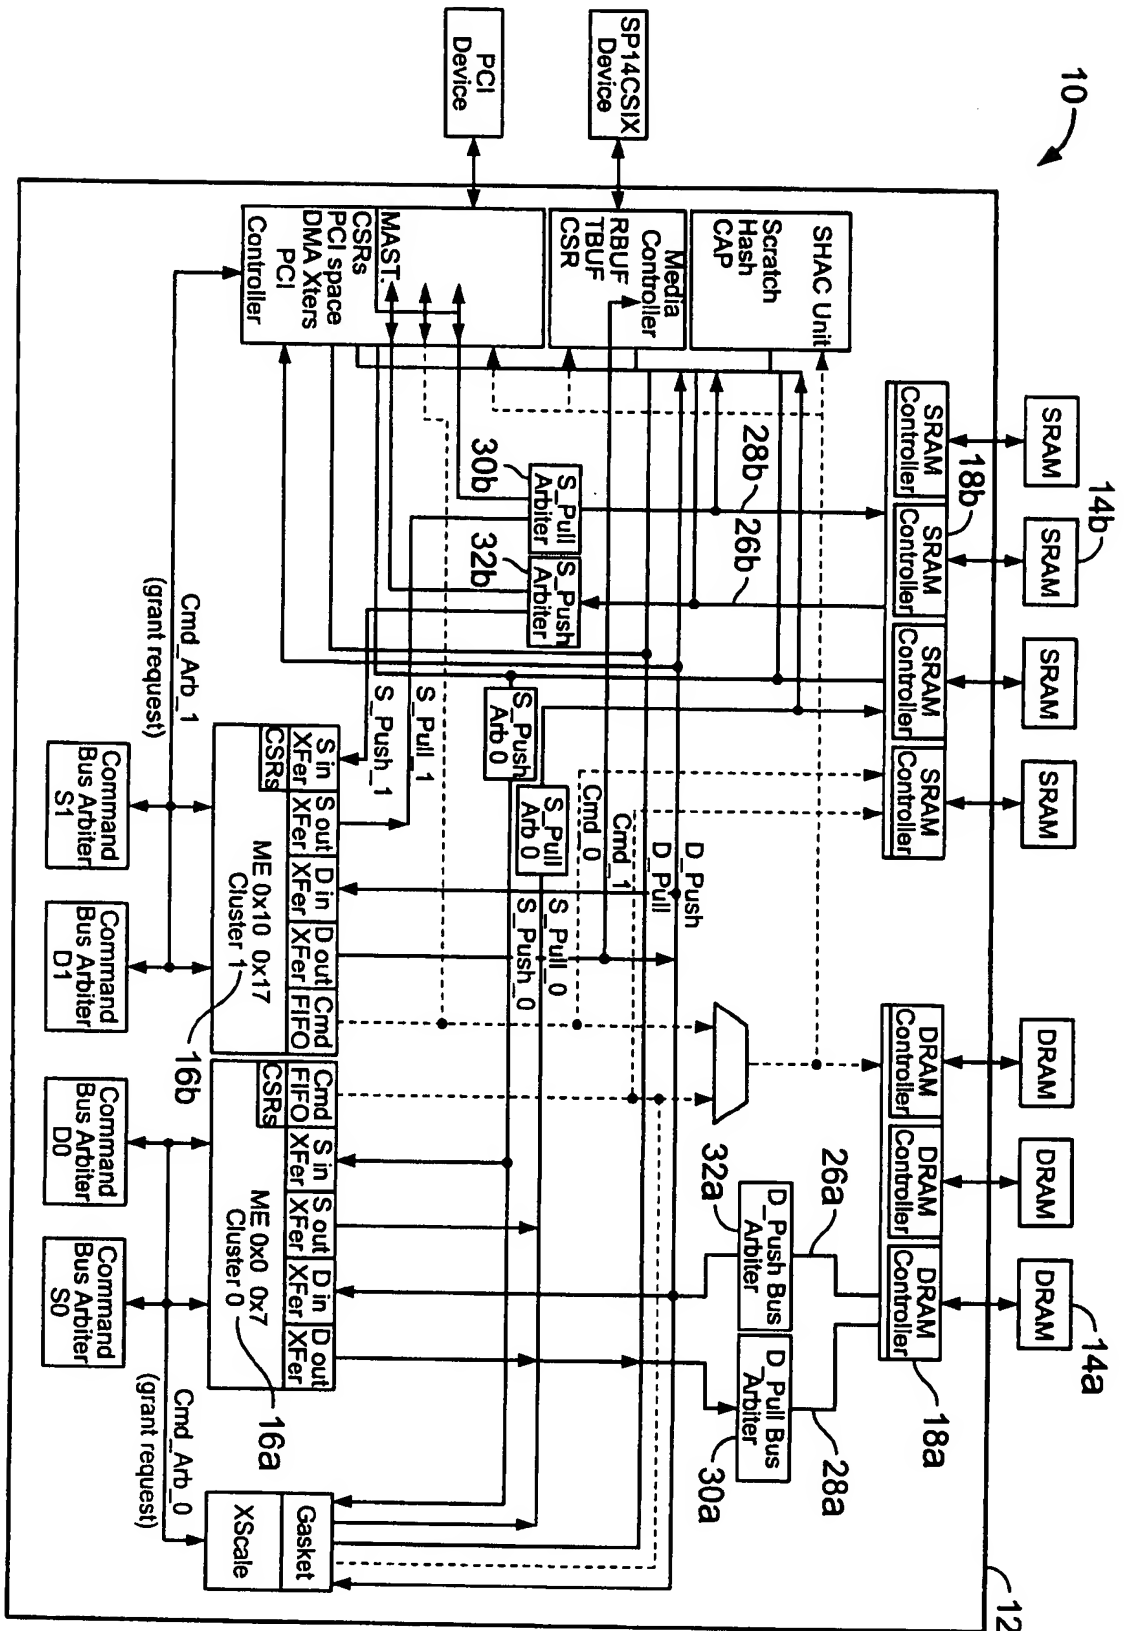 10
12
SRAM
SRAM
SRAM
SRAM
DRAM
DRAM
DRAM
14b
14a
SRAM
Controller
SRAM
Controller
SRAM
Controller
SRAM
Controller
18b
DRAM
Controller
DRAM
Controller
DRAM
Controller
18a
SHAC Unit
Scratch
Hash
CAP
Media
Controller
RBUF
TBUF
CSR
SP14CSIX
Device
PCI
Device
MAST.
CSRs
PCI space
DMA Xters
PCI
Controller
28b
26b
S_Pull
Arbiter
30b
S_Push
Arbiter
32b
26a
28a
D_Push Bus
Arbiter
32a
D_Pull Bus
Arbiter
30a
D_Push
D_Pull
Cmd_1
Cmd_0
S_Push
Arb 0
S_Pull
Arb 0
S_Pull_0
S_Push_0
S_Pull_1
S_Push_1
S in
XFer
S out
XFer
D in
XFer
D out
XFer
Cmd
FIFO
CSRs
ME 0x10 0x17
Cluster 1
16b
Cmd
FIFO
S in
XFer
S out
XFer
D in
XFer
D out
XFer
CSRs
ME 0x0 0x7
Cluster 0
16a
Gasket
XScale
Cmd_Arb_1
(grant request)
Cmd_Arb_0
(grant request)
Command
Bus Arbiter
S1
Command
Bus Arbiter
D1
Command
Bus Arbiter
D0
Command
Bus Arbiter
S0